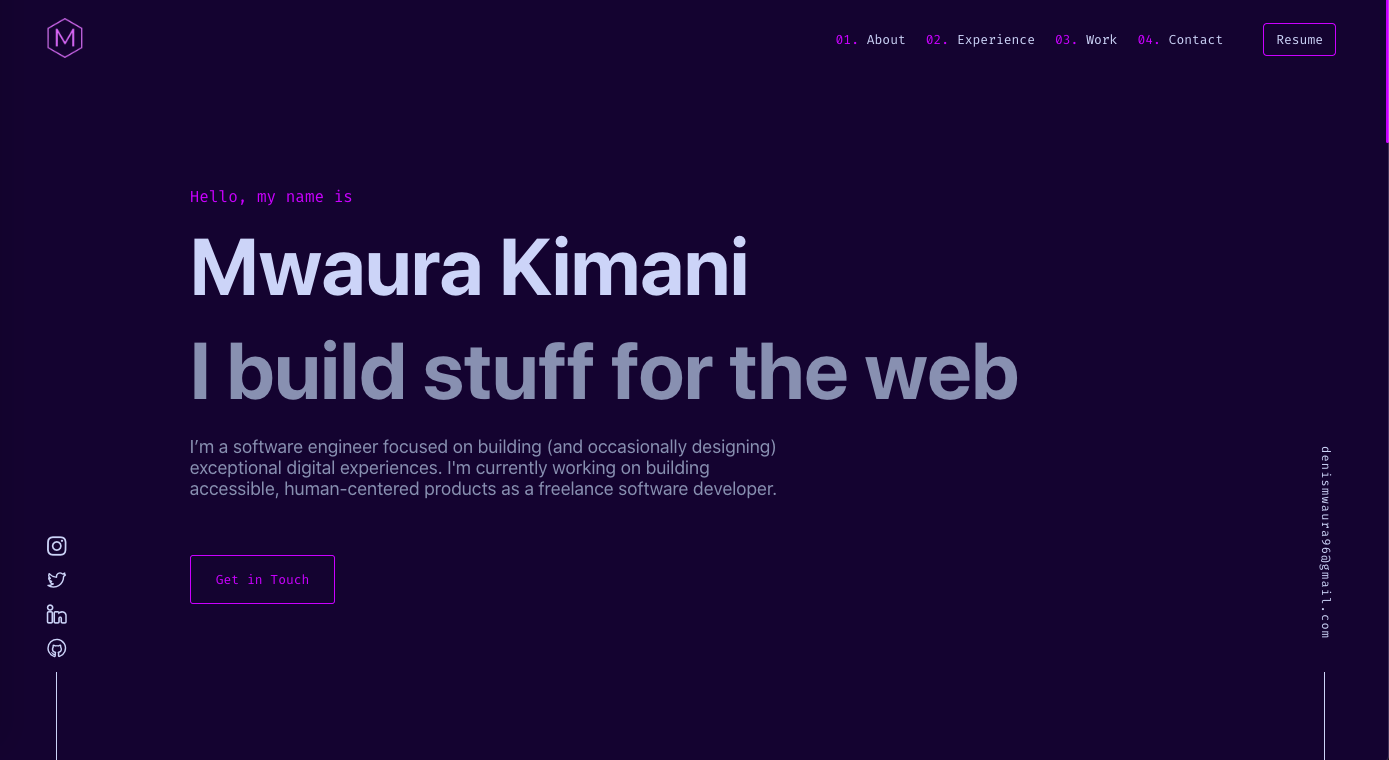 M
01. About 02. Experience 03. Work 04. Contact Resume
Hello, my name is
Mwaura Kimani
I build stuff for the web
I’m a software engineer focused on building (and occasionally designing)
exceptional digital experiences. I'm currently working on building
accessible, human-centered products as a freelance software developer.
Get in Touch
denismwaura96@gmail.com